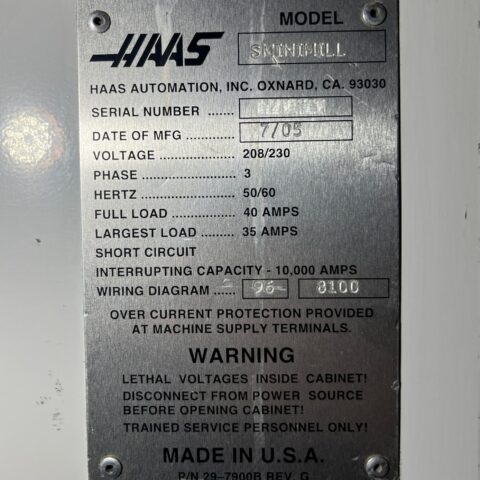 MODEL
HAAS SMINIMILL
HAAS AUTOMATION, INC. OXNARD, CA. 93030
SERIAL NUMBER ......
DATE OF MFG ............. 7/05
VOLTAGE .................... 208/230
PHASE ........................ 3
HERTZ ........................ 50/60
FULL LOAD ................. 40 AMPS
LARGEST LOAD ......... 35 AMPS
SHORT CIRCUIT
INTERRUPTING CAPACITY - 10,000 AMPS
WIRING DIAGRAM ...... 96 - 8100
OVER CURRENT PROTECTION PROVIDED
AT MACHINE SUPPLY TERMINALS.
WARNING
LETHAL VOLTAGES INSIDE CABINET!
DISCONNECT FROM POWER SOURCE
BEFORE OPENING CABINET!
TRAINED SERVICE PERSONNEL ONLY!
MADE IN U.S.A.
P/N 29-7900B REV G